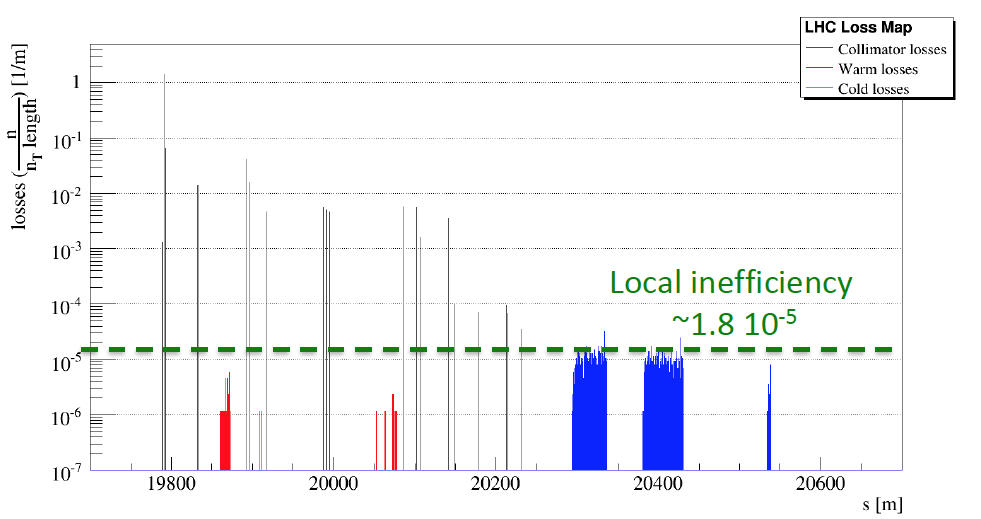 LHC Loss Map
Collimator losses
Warm losses
Cold losses
losses (n/n_T length) [1/m]
1
10^-1
10^-2
10^-3
10^-4
10^-5
10^-6
10^-7
Local inefficiency
~1.8 10^-5
19800 20000 20200 20400 20600
s [m]